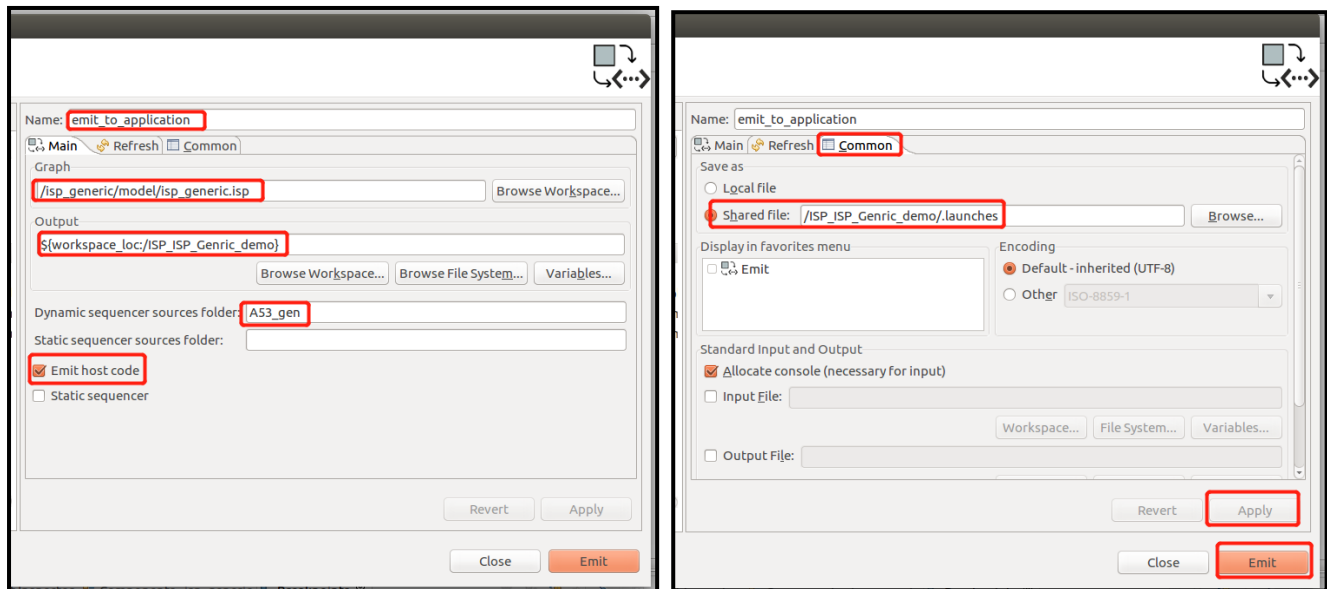 Name: emit_to_application
Main Refresh Common
Graph
/isp_generic/model/isp_generic.isp Browse Workspace...
Output
${workspace_loc:/ISP_ISP_Genric_demo}
Browse Workspace... Browse File System... Variables...
Dynamic sequencer sources folder: A53_gen
Static sequencer sources folder:
Emit host code
Static sequencer
Revert Apply
Close Emit
Name: emit_to_application
Main Refresh Common
Save as
Local file
Shared file: /ISP_ISP_Genric_demo/.launches Browse...
Display in favorites menu Encoding
Emit Default - inherited (UTF-8)
Other ISO-8859-1
Standard Input and Output
Allocate console (necessary for input)
Input File:
Workspace... File System... Variables...
Output File:
Revert Apply
Close Emit